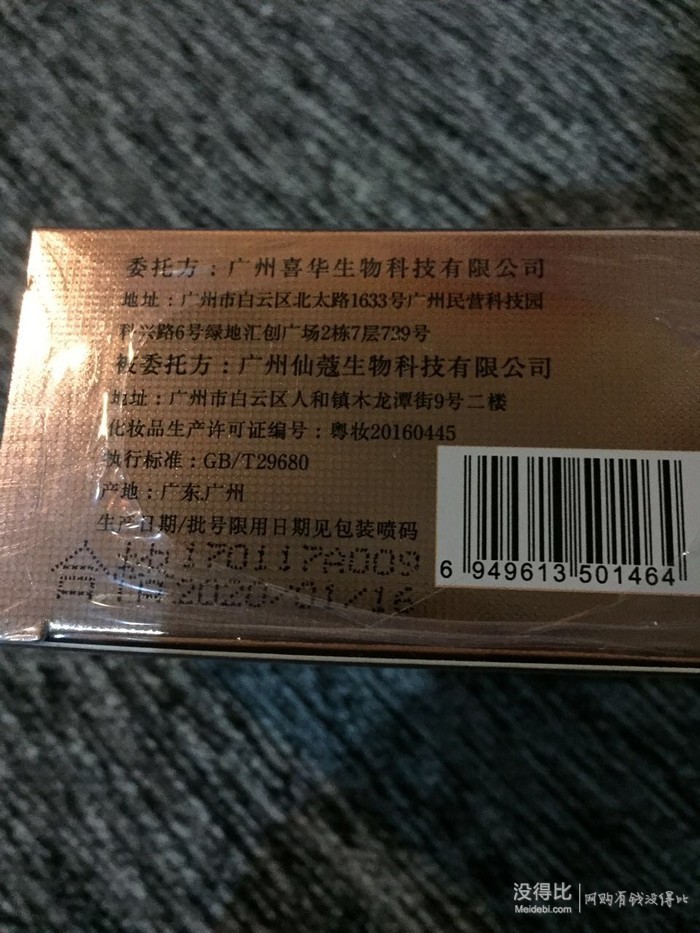 委托方：广州喜华生物科技有限公司
地址：广州市白云区北太路1633号广州民营科技园
科兴路6号绿地汇创广场2栋7层739号
被委托方：广州仙蔻生物科技有限公司
地址：广州市白云区人和镇木龙潭街9号二楼
化妆品生产许可证编号：粤妆20160445
执行标准：GB/T29680
产地：广东.广州
生产日期/批号限用日期见包装喷码
170117A009
2020/01/16
6 949613 501464
没得比
Meidebi.com
网购有钱没得比